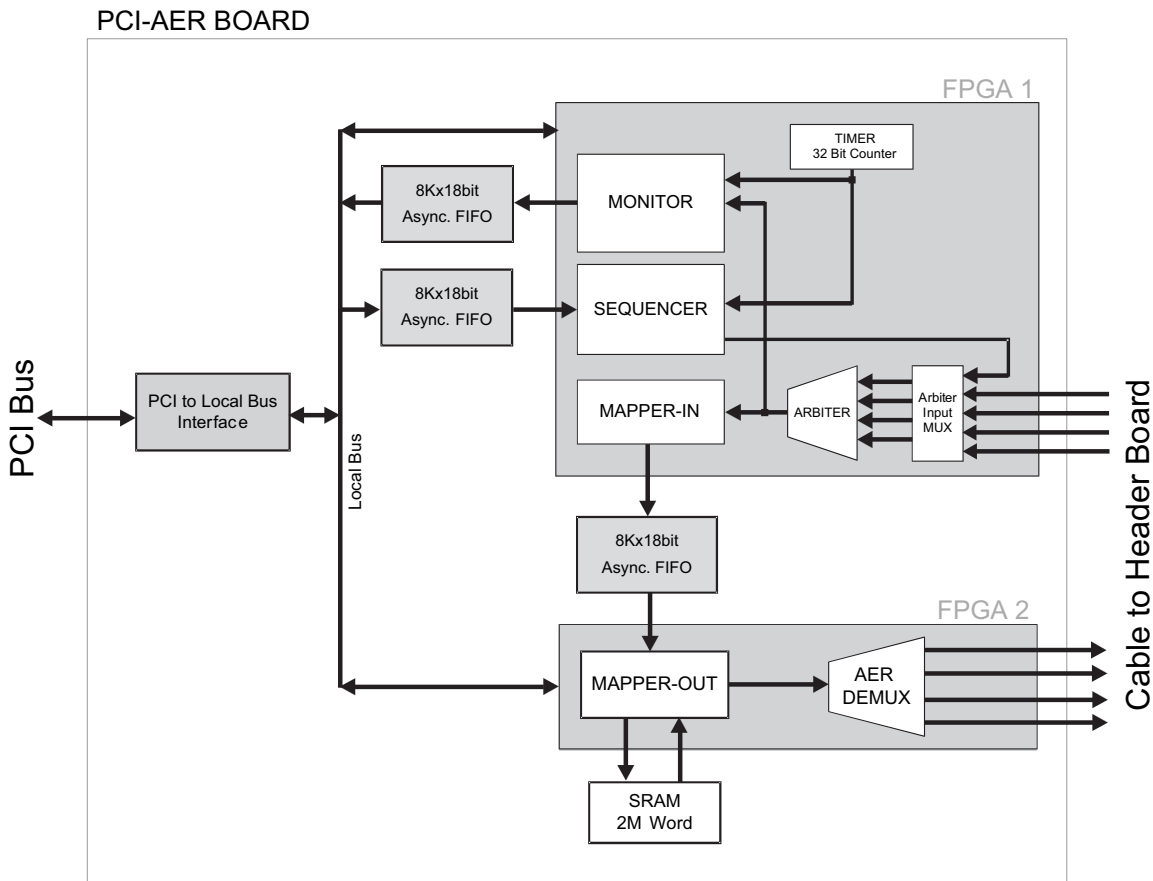 PCI-AER BOARD
FPGA 1
TIMER
32 Bit Counter
8Kx18bit
Async. FIFO
MONITOR
8Kx18bit
Async. FIFO
SEQUENCER
PCI Bus
PCI to Local Bus
Interface
Local Bus
MAPPER-IN
ARBITER
Arbiter
Input
MUX
Cable to Header Board
8Kx18bit
Async. FIFO
FPGA 2
MAPPER-OUT
AER
DEMUX
SRAM
2M Word